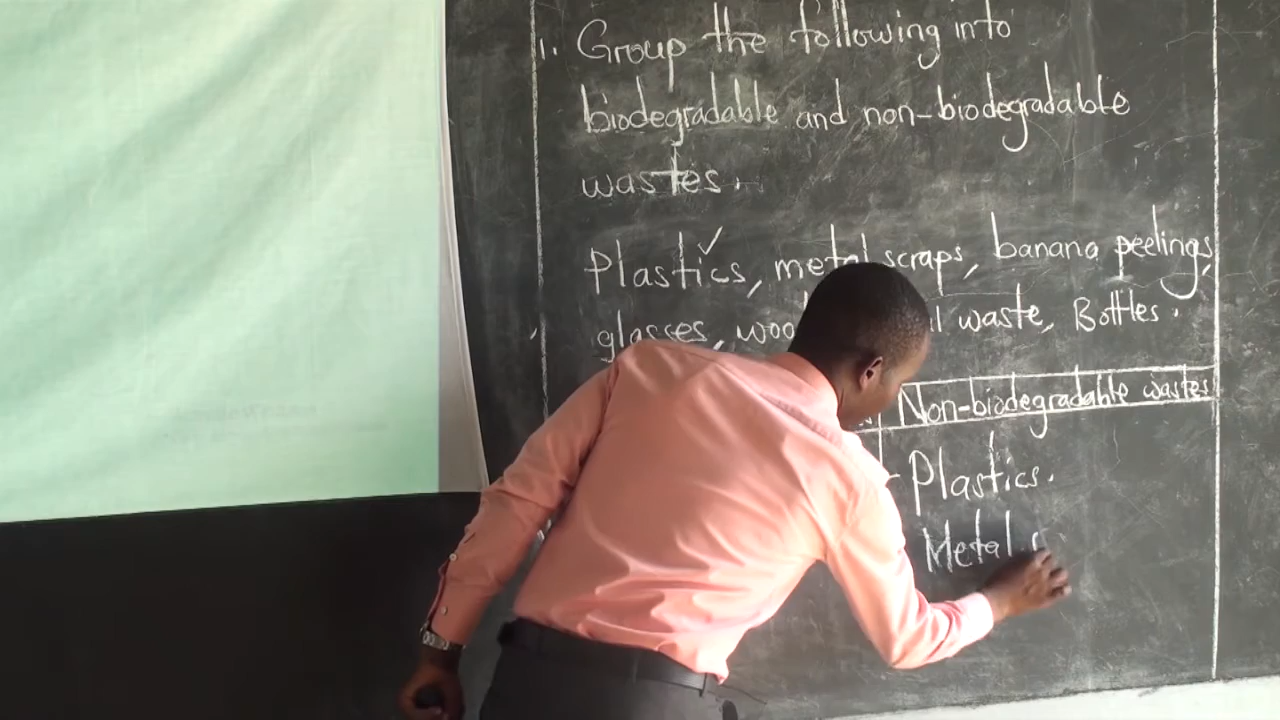 1. Group the following into
biodegradable and non-biodegradable
wastes.
Plastics, metal scraps, banana peelings,
glasses, waste, Bottles.
Non-biodegradable wastes
- Plastics.
Metal